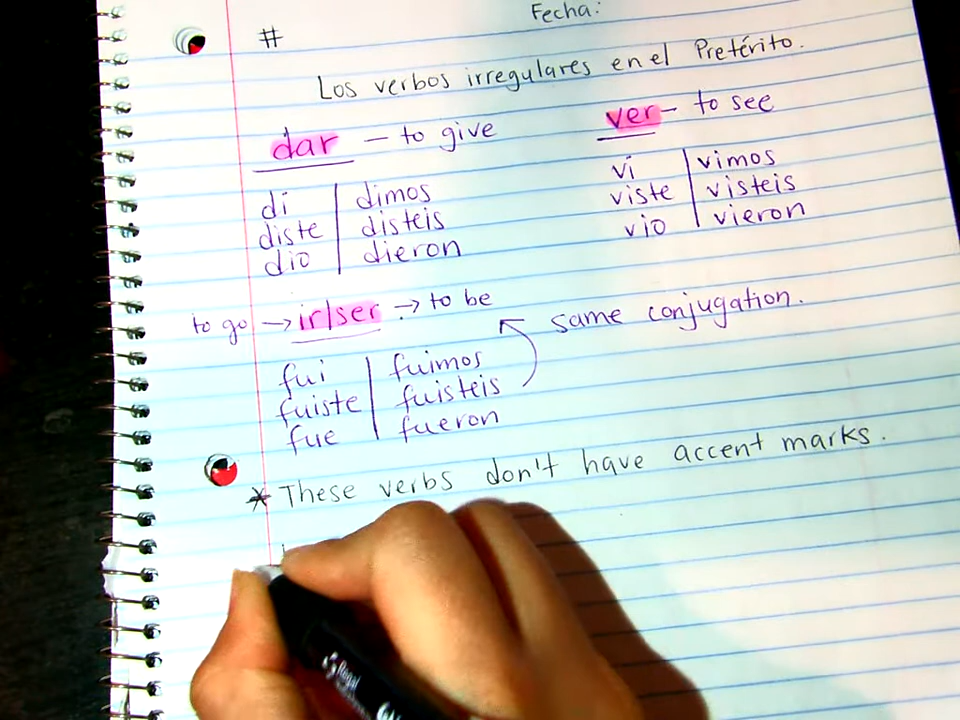 Fecha:
#
Los verbos irregulares en el Pretérito.
dar – to give
di dimos
diste disteis
dio dieron
ver – to see
vi vimos
viste visteis
vio vieron
to go → ir/ser → to be
same conjugation.
fui fuimos
fuiste fuisteis
fue fueron
* These verbs don't have accent marks.